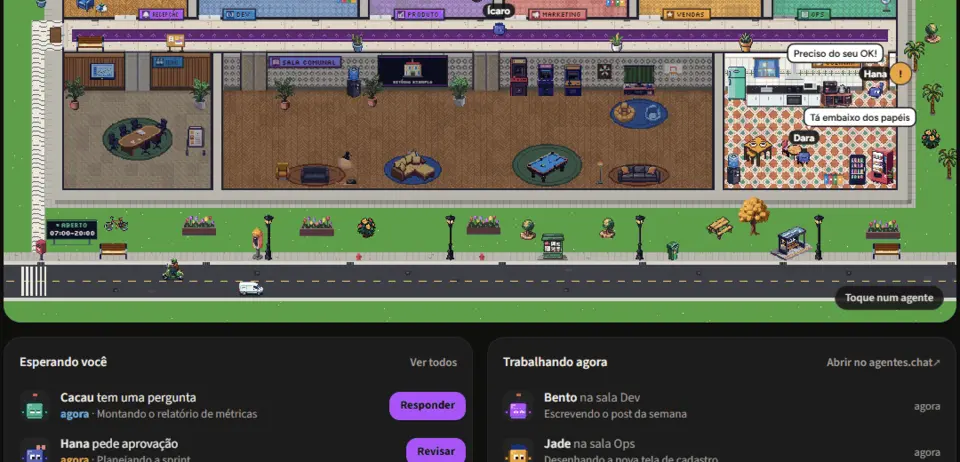 RECEPCAO
DEV
PRODUTO
Ícaro
MARKETING
VENDAS
OPS
SALA COMUNAL
Preciso do seu OK!
Hana
!
Tá embaixo dos papéis
Dara
ABERTO
07:00-20:00
Toque num agente
Esperando você
Ver todos
Cacau tem uma pergunta
agora · Montando o relatório de métricas
Responder
Hana pede aprovação
agora · Planejando a sprint
Revisar
Trabalhando agora
Abrir no agentes.chat↗
Bento na sala Dev
Escrevendo o post da semana
agora
Jade na sala Ops
Desenhando a nova tela de cadastro
agora